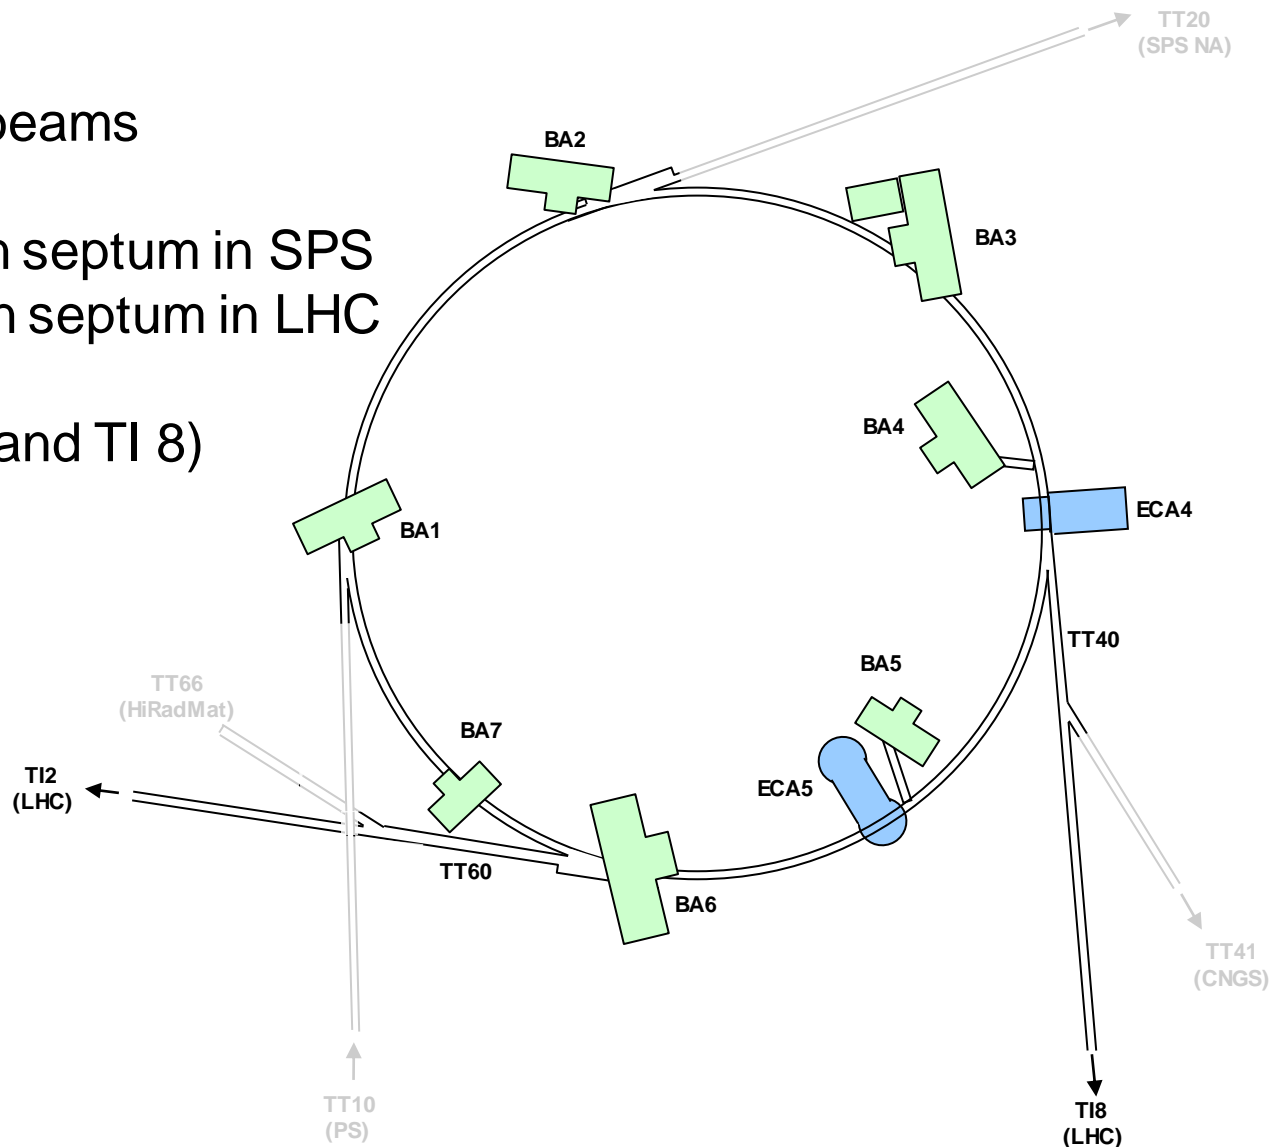 TT20
(SPS NA)
beams
BA2
n septum in SPS
BA3
n septum in LHC
BA4
and TI 8)
ECA4
BA1
TT40
BA5
TT66
(HiRadMat)
BA7
TI2
(LHC)
ECA5
TT60
BA6
TT41
(CNGS)
TT10
(PS)
TI8
(LHC)